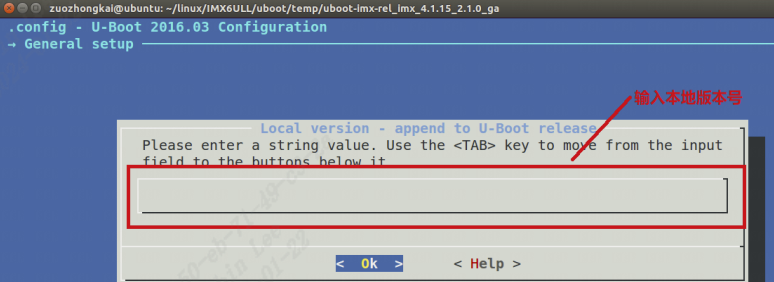 zuozhongkai@ubuntu: ~/linux/IMX6ULL/uboot/temp/uboot-imx-rel_imx_4.1.15_2.1.0_ga
.config - U-Boot 2016.03 Configuration
→ General setup
输入本地版本号
Local version - append to U-Boot release
Please enter a string value. Use the <TAB> key to move from the input
field to the buttons below it.
< Ok > < Help >